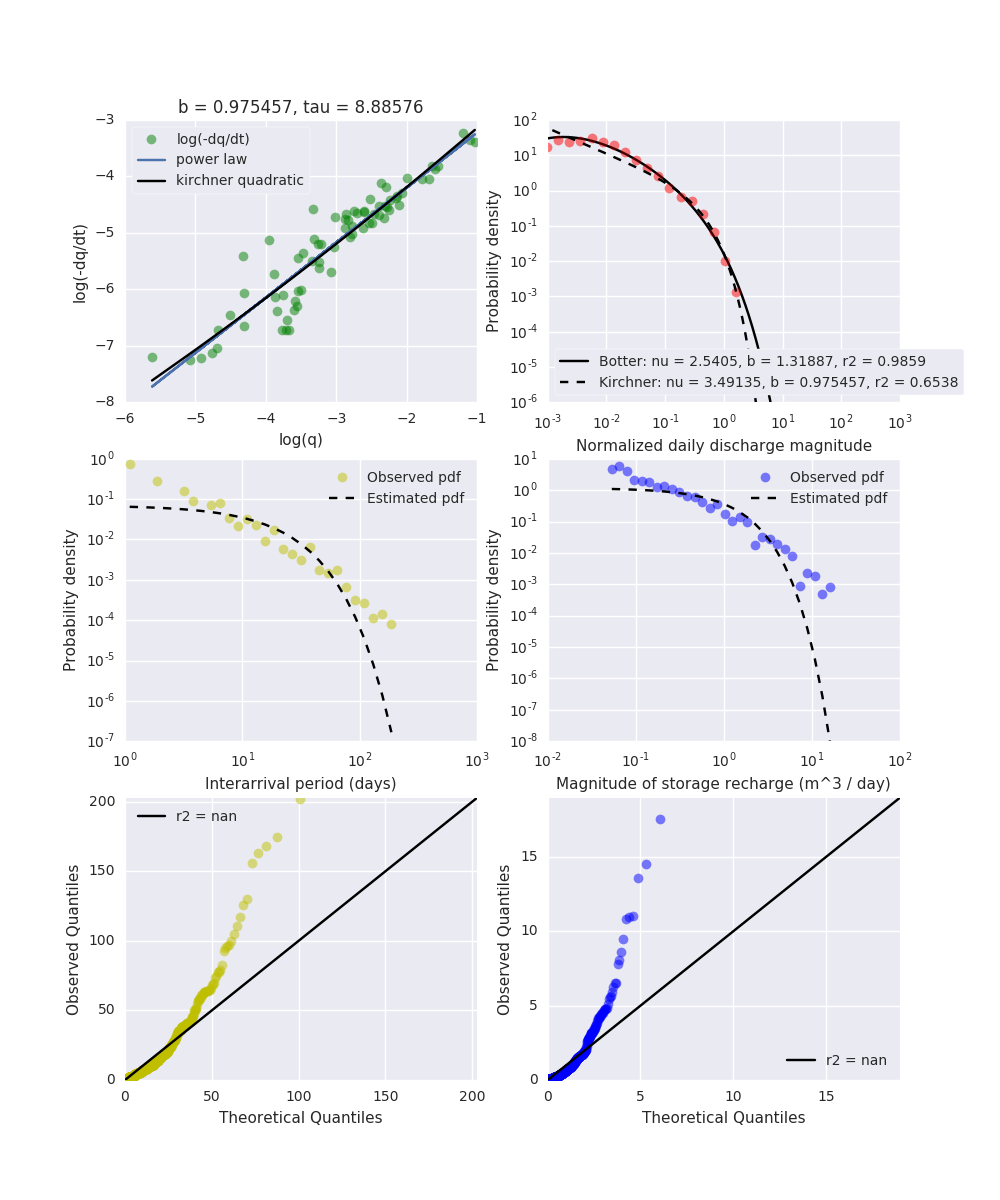 b = 0.975457, tau = 8.88576
log(-dq/dt)
power law
kirchner quadratic
−3
−4
−5
−6
−7
−8
log(-dq/dt)
−6 −5 −4 −3 −2 −1
log(q)
10^2
10^1
10^0
10^-1
10^-2
10^-3
10^-4
10^-5
10^-6
Probability density
Botter: nu = 2.5405, b = 1.31887, r2 = 0.9859
Kirchner: nu = 3.49135, b = 0.975457, r2 = 0.6538
10^-3 10^-2 10^-1 10^0 10^1 10^2 10^3
Normalized daily discharge magnitude
10^0
10^-1
10^-2
10^-3
10^-4
10^-5
10^-6
10^-7
Probability density
Observed pdf
Estimated pdf
10^0 10^1 10^2 10^3
Interarrival period (days)
10^1
10^0
10^-1
10^-2
10^-3
10^-4
10^-5
10^-6
10^-7
10^-8
Probability density
Observed pdf
Estimated pdf
10^-2 10^-1 10^0 10^1 10^2
Magnitude of storage recharge (m^3 / day)
200
150
100
50
0
Observed Quantiles
r2 = nan
0 50 100 150 200
Theoretical Quantiles
15
10
5
0
Observed Quantiles
r2 = nan
0 5 10 15
Theoretical Quantiles